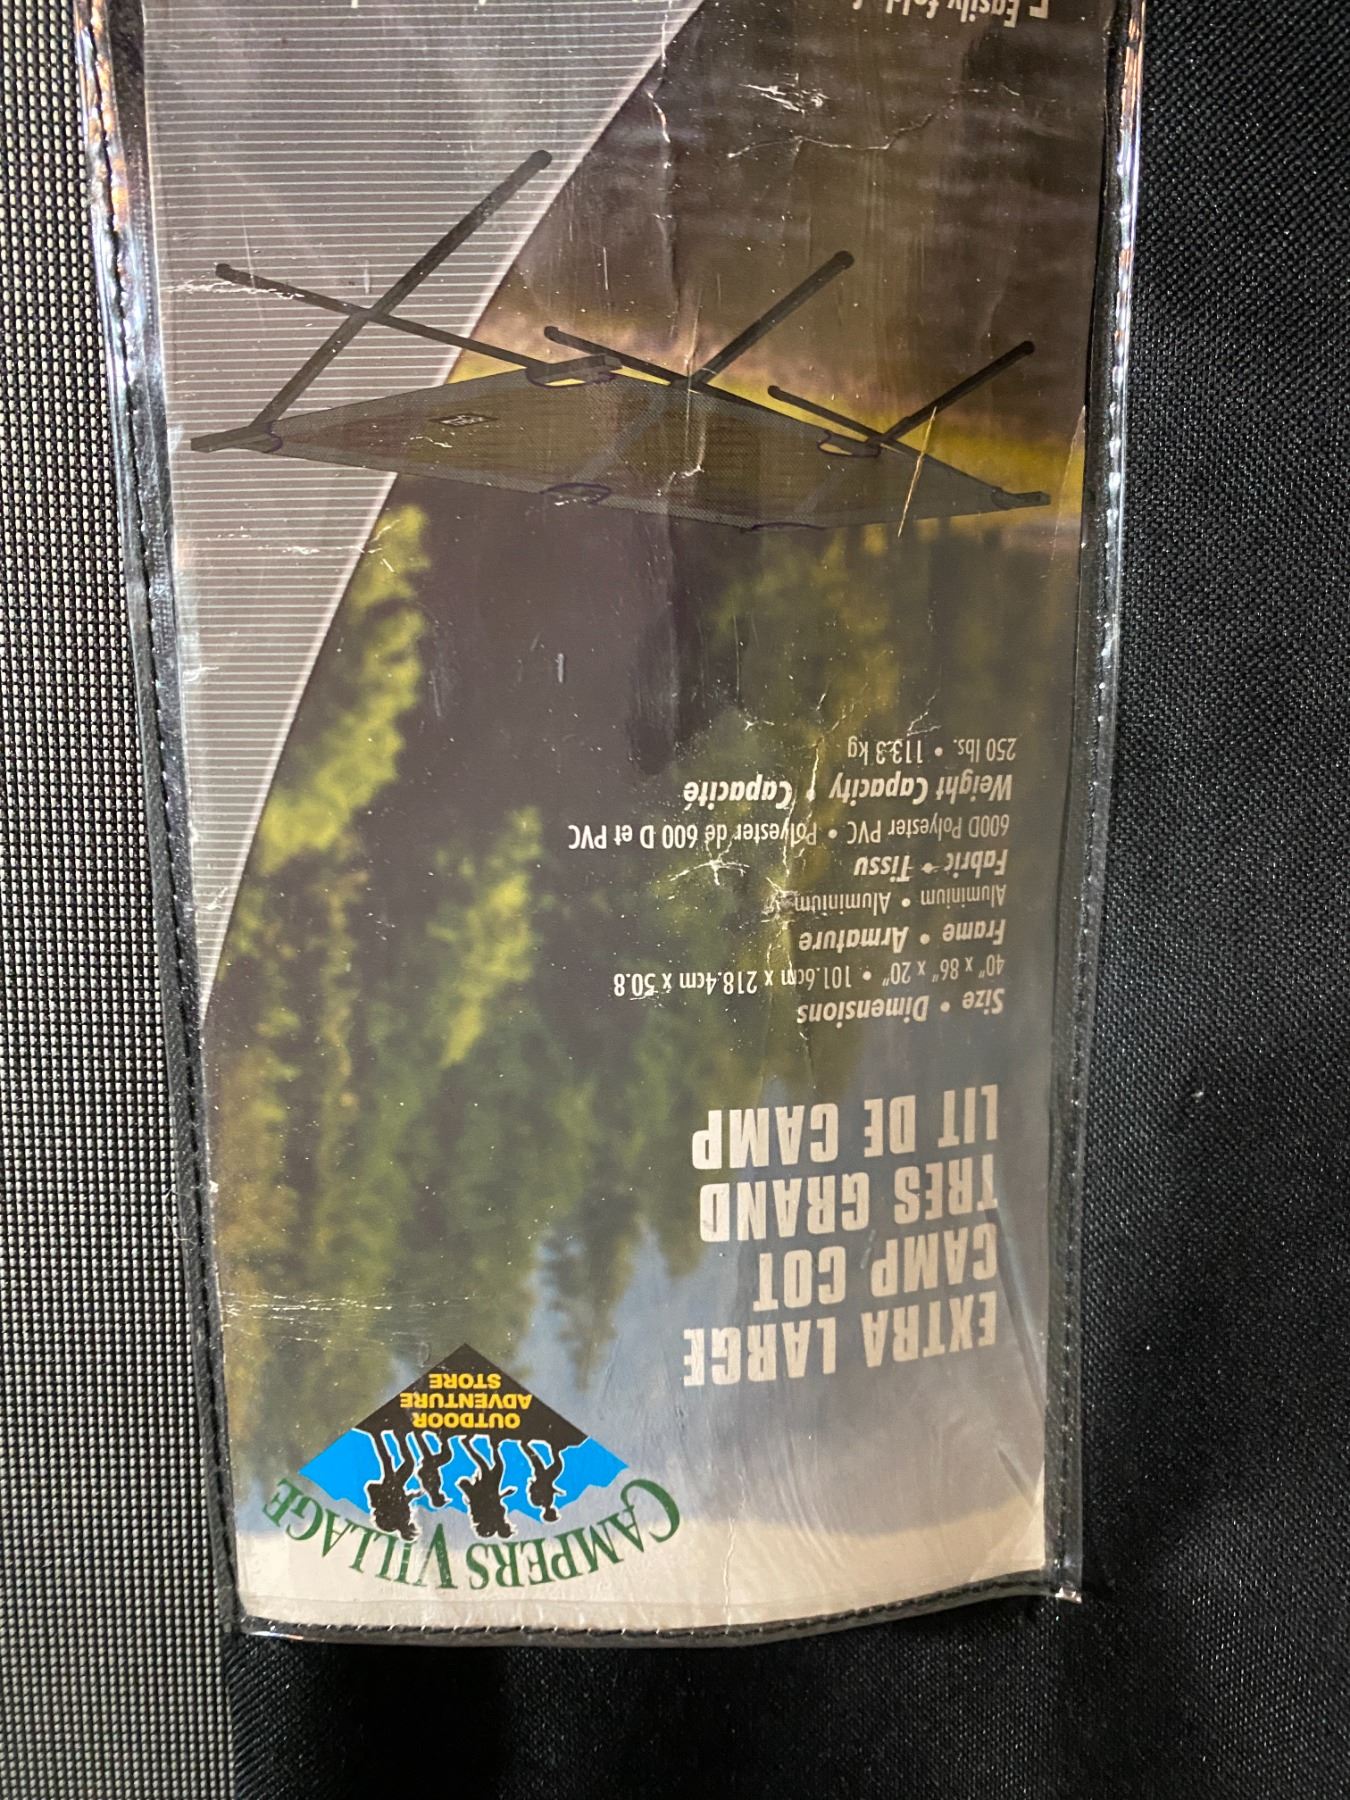 CAMPERS VILLAGE
OUTDOOR
ADVENTURE
STORE
EXTRA LARGE
CAMP COT
TRES GRAND
LIT DE CAMP
Size • Dimensions
40" x 86" x 20" • 101.6cm x 218.4cm x 50.8
Frame • Armature
Aluminium • Aluminium
Fabric • Tissu
600D Polyester PVC • Polyester de 600 D et PVC
Weight Capacity • Capacité
250 lbs. • 113.3 kg
Easily fold